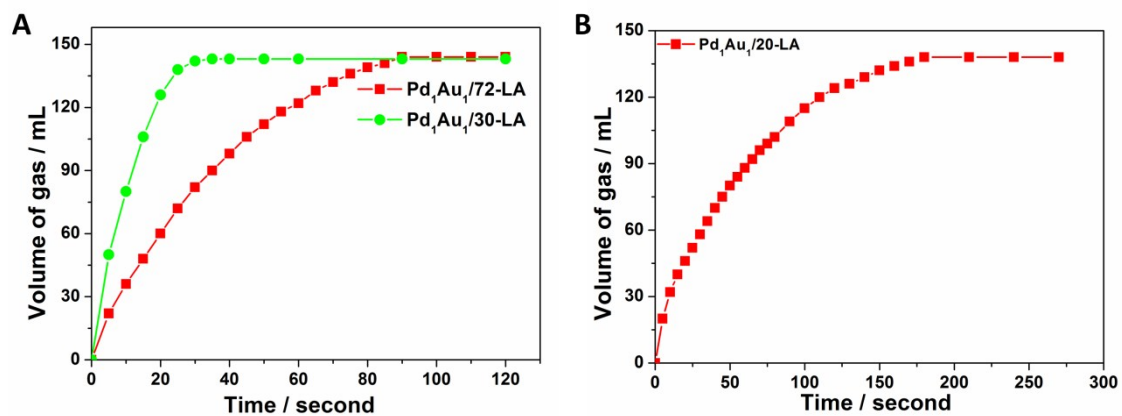 A
Volume of gas / mL
150
120
90
60
30
0
Pd₁Au₁/72-LA
Pd₁Au₁/30-LA
0 20 40 60 80 100 120
Time / second
B
Volume of gas / mL
150
120
90
60
30
0
Pd₁Au₁/20-LA
0 50 100 150 200 250 300
Time / second